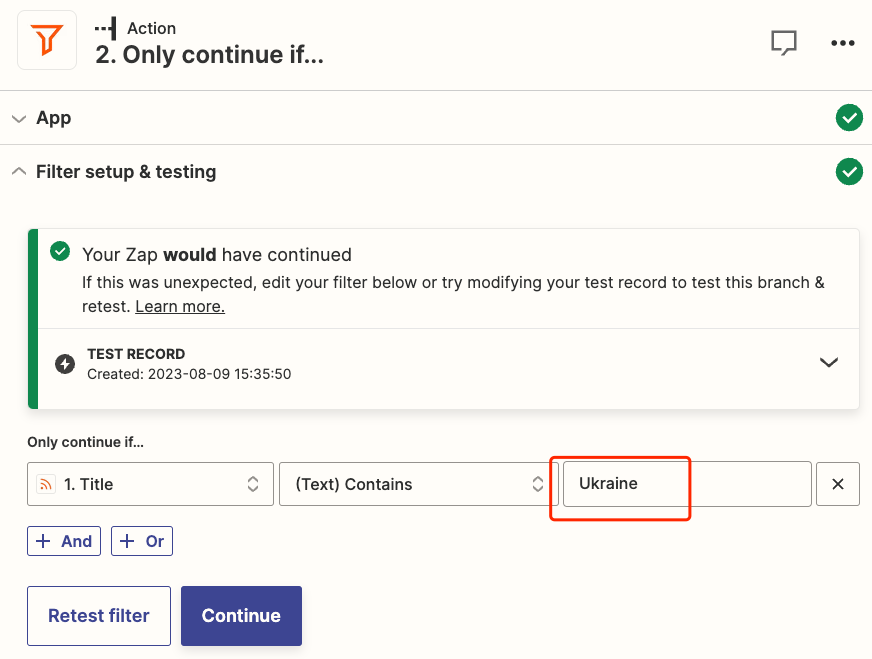 Action
2. Only continue if...
App
Filter setup & testing
Your Zap would have continued
If this was unexpected, edit your filter below or try modifying your test record to test this branch &
retest. Learn more.
TEST RECORD
Created: 2023-08-09 15:35:50
Only continue if...
1. Title
(Text) Contains
Ukraine
+ And
+ Or
Retest filter
Continue